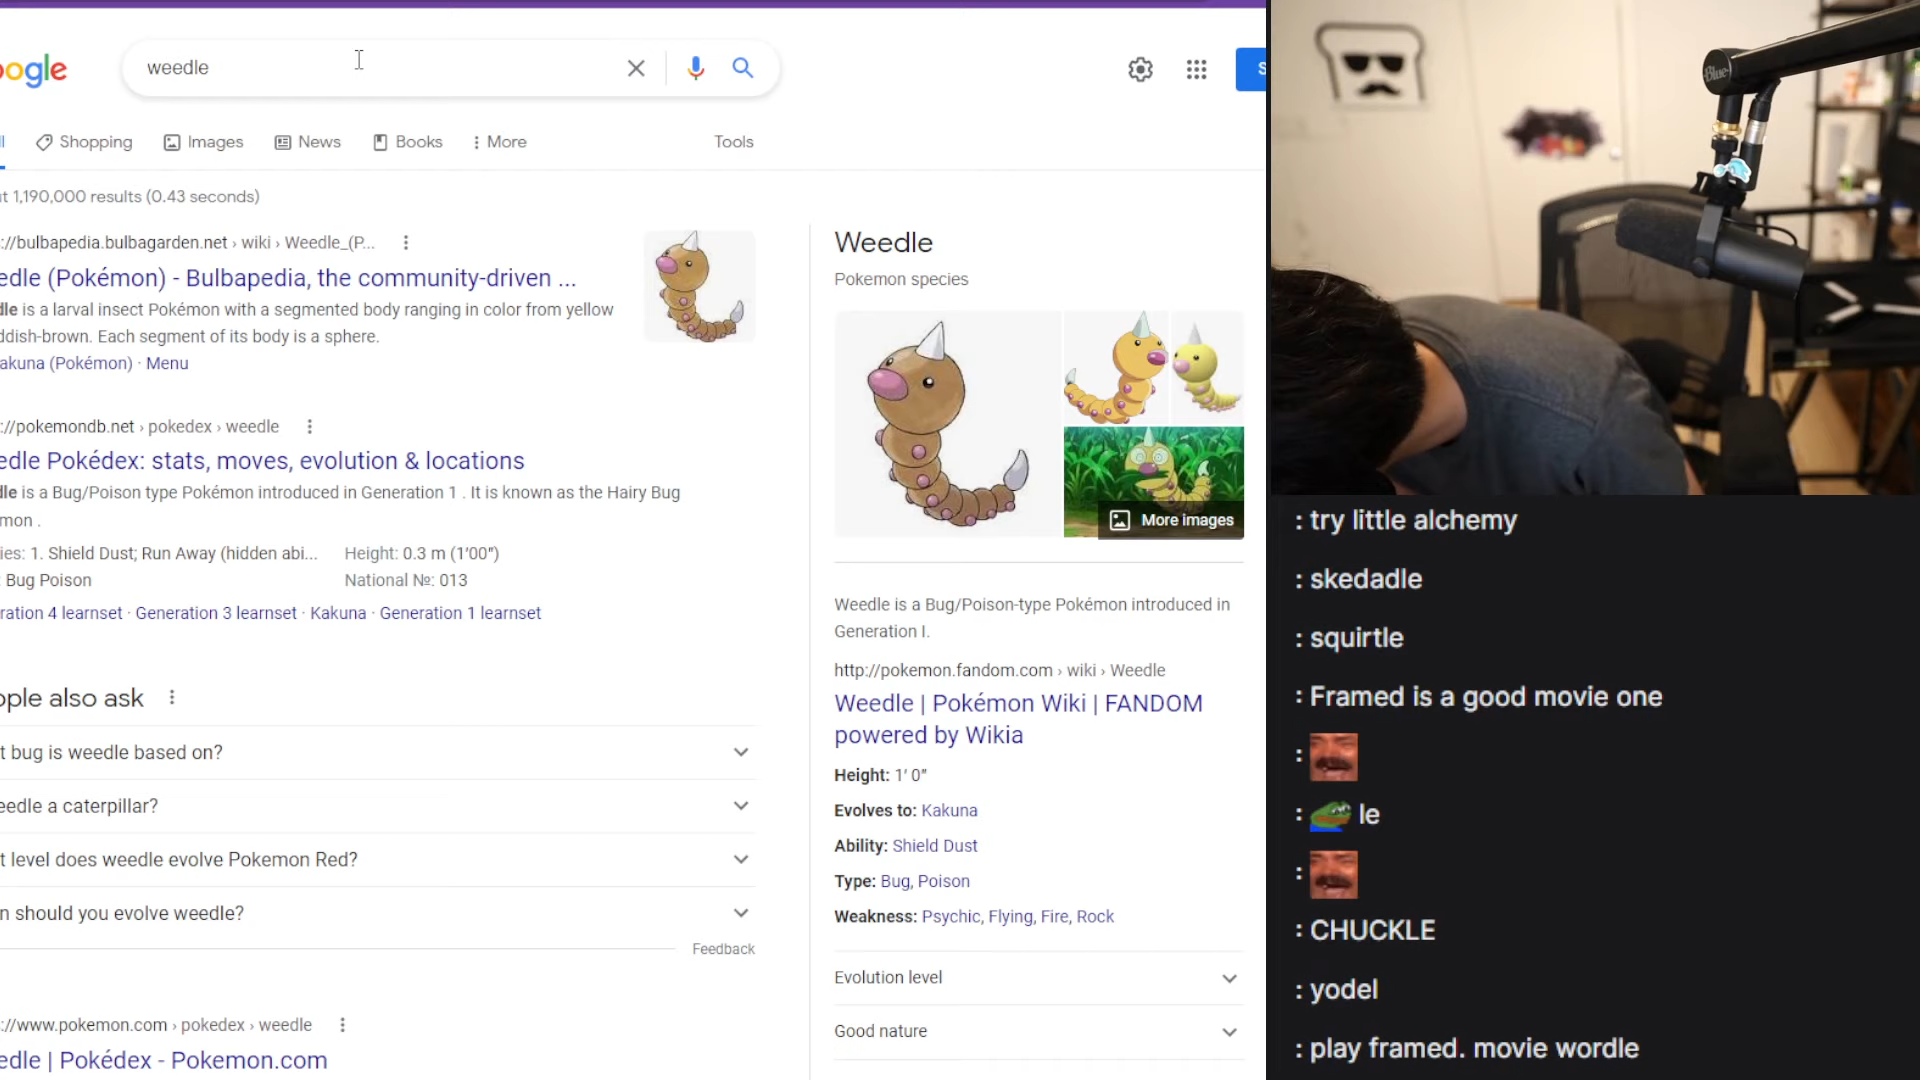 ogle
weedle
Shopping
Images
News
Books
More
Tools
t 1,190,000 results (0.43 seconds)
://bulbapedia.bulbagarden.net › wiki › Weedle_(P...
edle (Pokémon) - Bulbapedia, the community-driven ...
dle is a larval insect Pokémon with a segmented body ranging in color from yellow
ddish-brown. Each segment of its body is a sphere.
akuna (Pokémon) · Menu
://pokemondb.net › pokedex › weedle
edle Pokédex: stats, moves, evolution & locations
dle is a Bug/Poison type Pokémon introduced in Generation 1 . It is known as the Hairy Bug
mon .
ies: 1. Shield Dust; Run Away (hidden abi...
Height: 0.3 m (1'00")
: Bug Poison
National №: 013
ration 4 learnset · Generation 3 learnset · Kakuna · Generation 1 learnset
ople also ask
t bug is weedle based on?
eedle a caterpillar?
t level does weedle evolve Pokemon Red?
n should you evolve weedle?
Feedback
://www.pokemon.com › pokedex › weedle
edle | Pokédex - Pokemon.com
S
Weedle
Pokemon species
More images
Weedle is a Bug/Poison-type Pokémon introduced in
Generation I.
http://pokemon.fandom.com › wiki › Weedle
Weedle | Pokémon Wiki | FANDOM
powered by Wikia
Height: 1' 0"
Evolves to: Kakuna
Ability: Shield Dust
Type: Bug, Poison
Weakness: Psychic, Flying, Fire, Rock
Evolution level
Good nature
Blue
: try little alchemy
: skedadle
: squirtle
: Framed is a good movie one
:
: le
:
: CHUCKLE
: yodel
: play framed. movie wordle